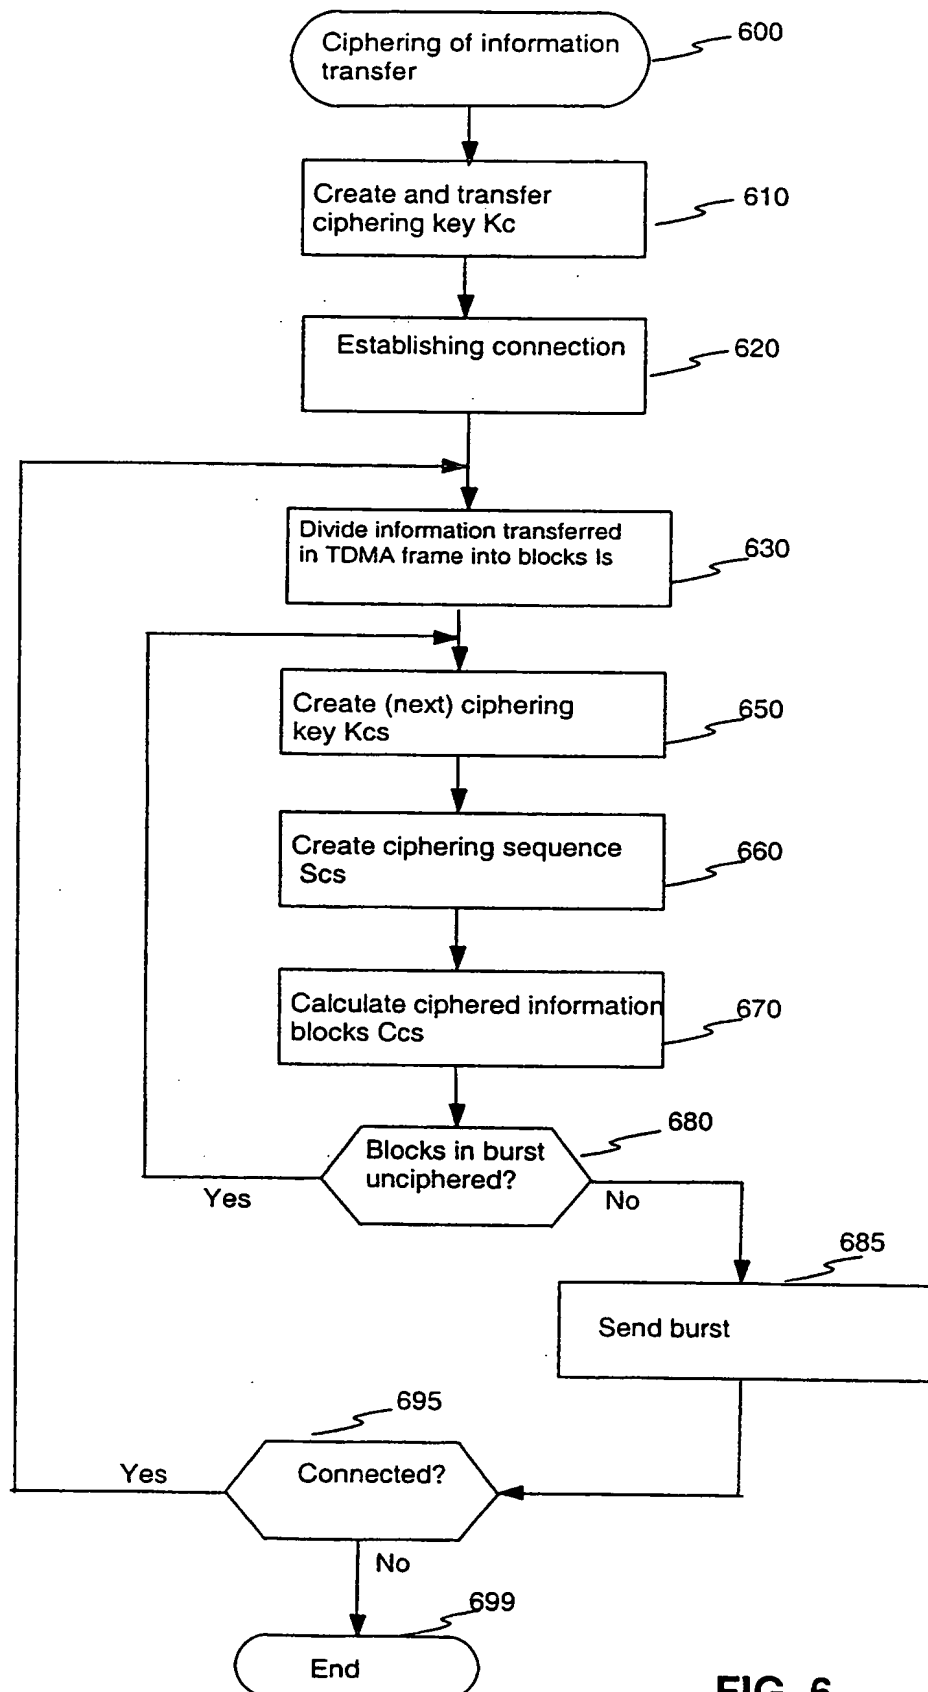 Ciphering of information
transfer
600
Create and transfer
ciphering key Kc
610
Establishing connection
620
Divide information transferred
in TDMA frame into blocks Is
630
Create (next) ciphering
key Kcs
650
Create ciphering sequence
Scs
660
Calculate ciphered information
blocks Ccs
670
680
Blocks in burst
unciphered?
Yes
No
685
Send burst
695
Connected?
Yes
No
699
End
FIG. 6